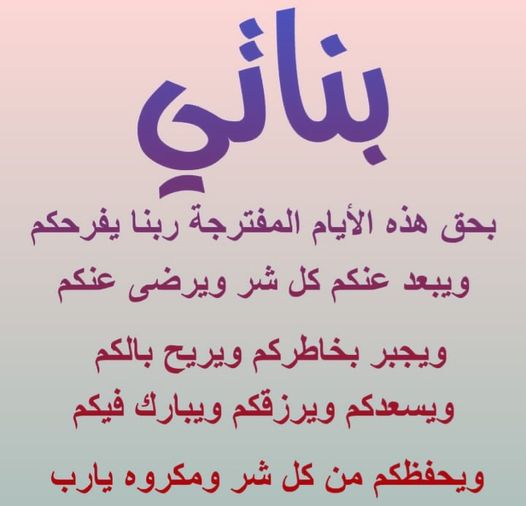 بناتي
بحق هذه الأيام المفترجة ربنا يفرحكم
ويبعد عنكم كل شر ويرضى عنكم
ويجبر بخاطركم ويريح بالكم
ويسعدكم ويرزقكم ويبارك فيكم
ويحفظكم من كل شر ومكروه يارب